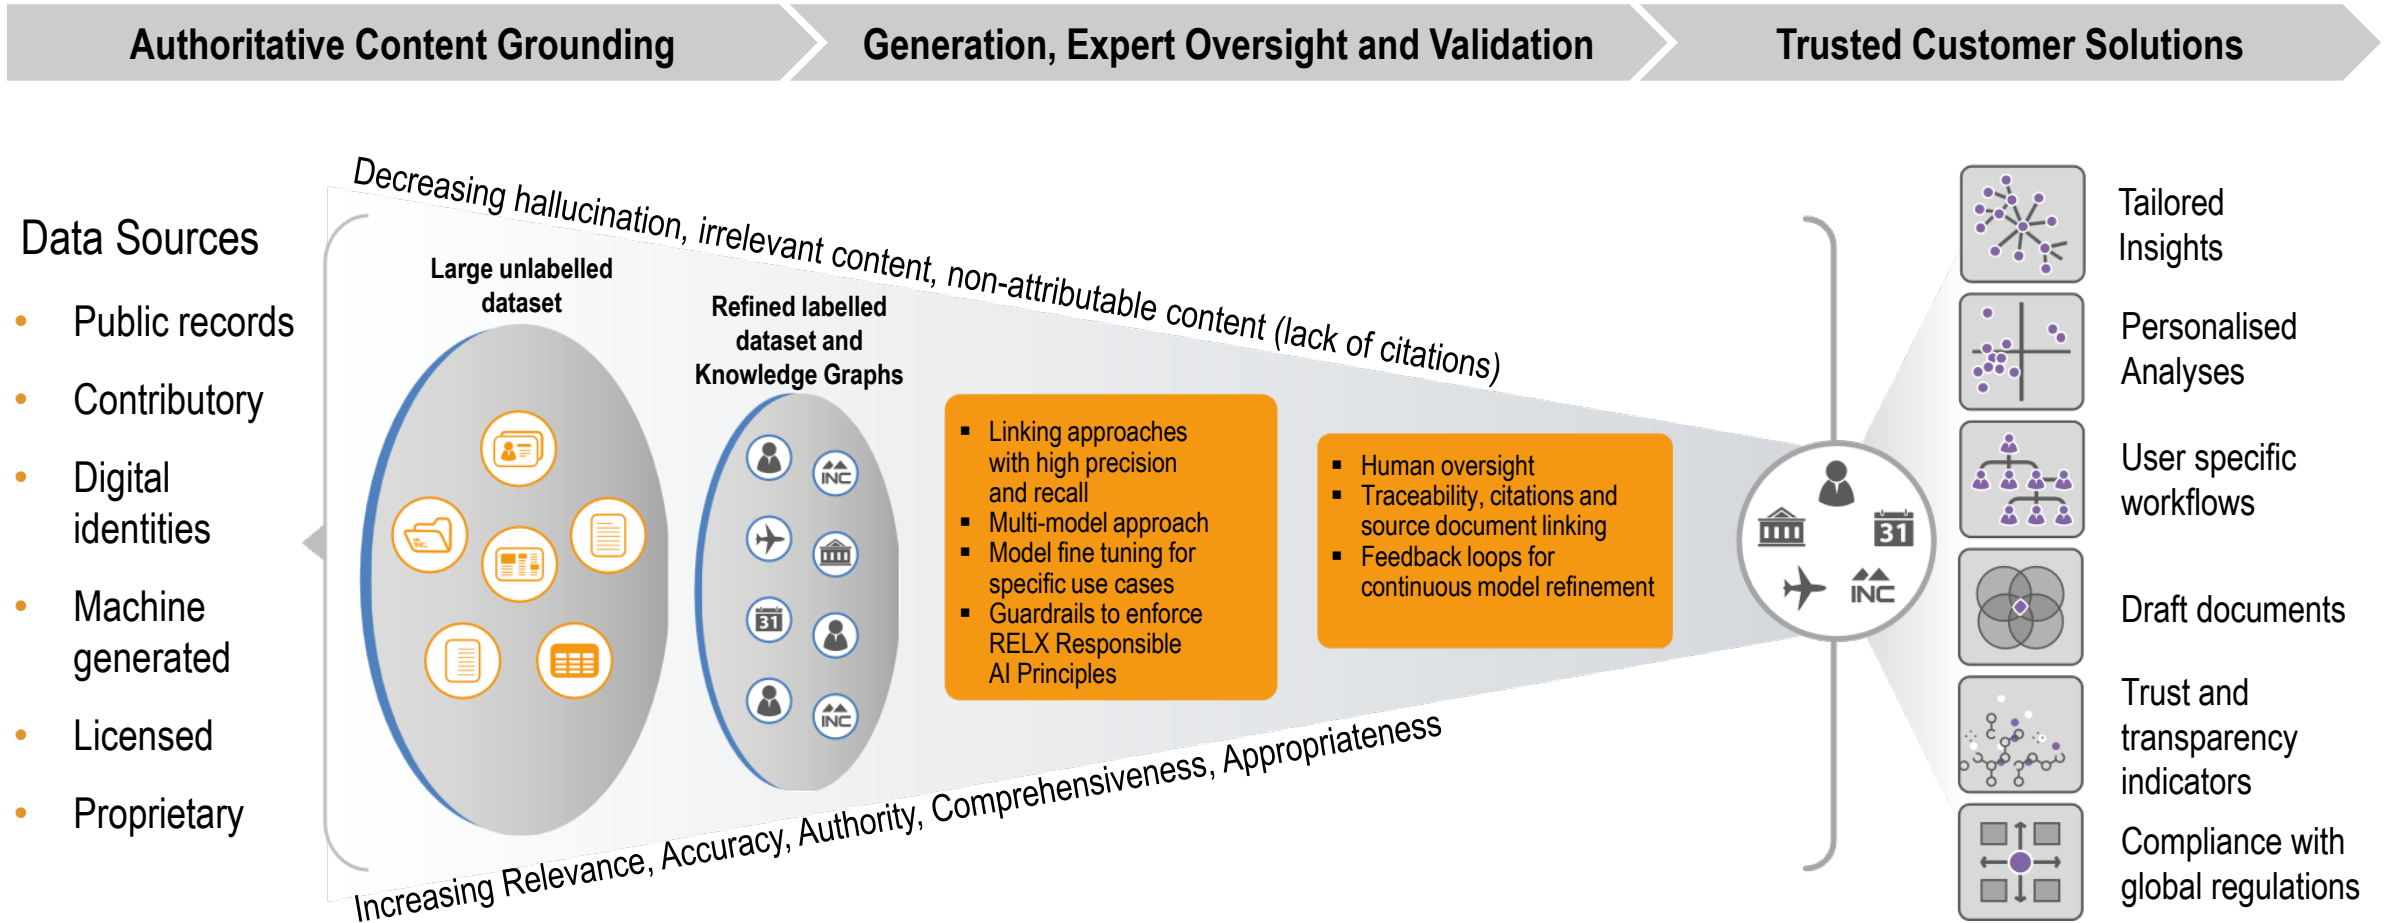 Authoritative Content Grounding
Generation, Expert Oversight and Validation
Trusted Customer Solutions
Data Sources
• Public records
• Contributory
• Digital
identities
• Machine
generated
• Licensed
• Proprietary
Decreasing hallucination, irrelevant content, non-attributable content (lack of citations)
Large unlabelled
dataset
Refined labelled
dataset and
Knowledge Graphs
INC
31
INC
▪ Linking approaches
with high precision
and recall
▪ Multi-model approach
▪ Model fine tuning for
specific use cases
▪ Guardrails to enforce
RELX Responsible
AI Principles
▪ Human oversight
▪ Traceability, citations and
source document linking
▪ Feedback loops for
continuous model refinement
31
INC
Increasing Relevance, Accuracy, Authority, Comprehensiveness, Appropriateness
Tailored
Insights
Personalised
Analyses
User specific
workflows
Draft documents
Trust and
transparency
indicators
Compliance with
global regulations